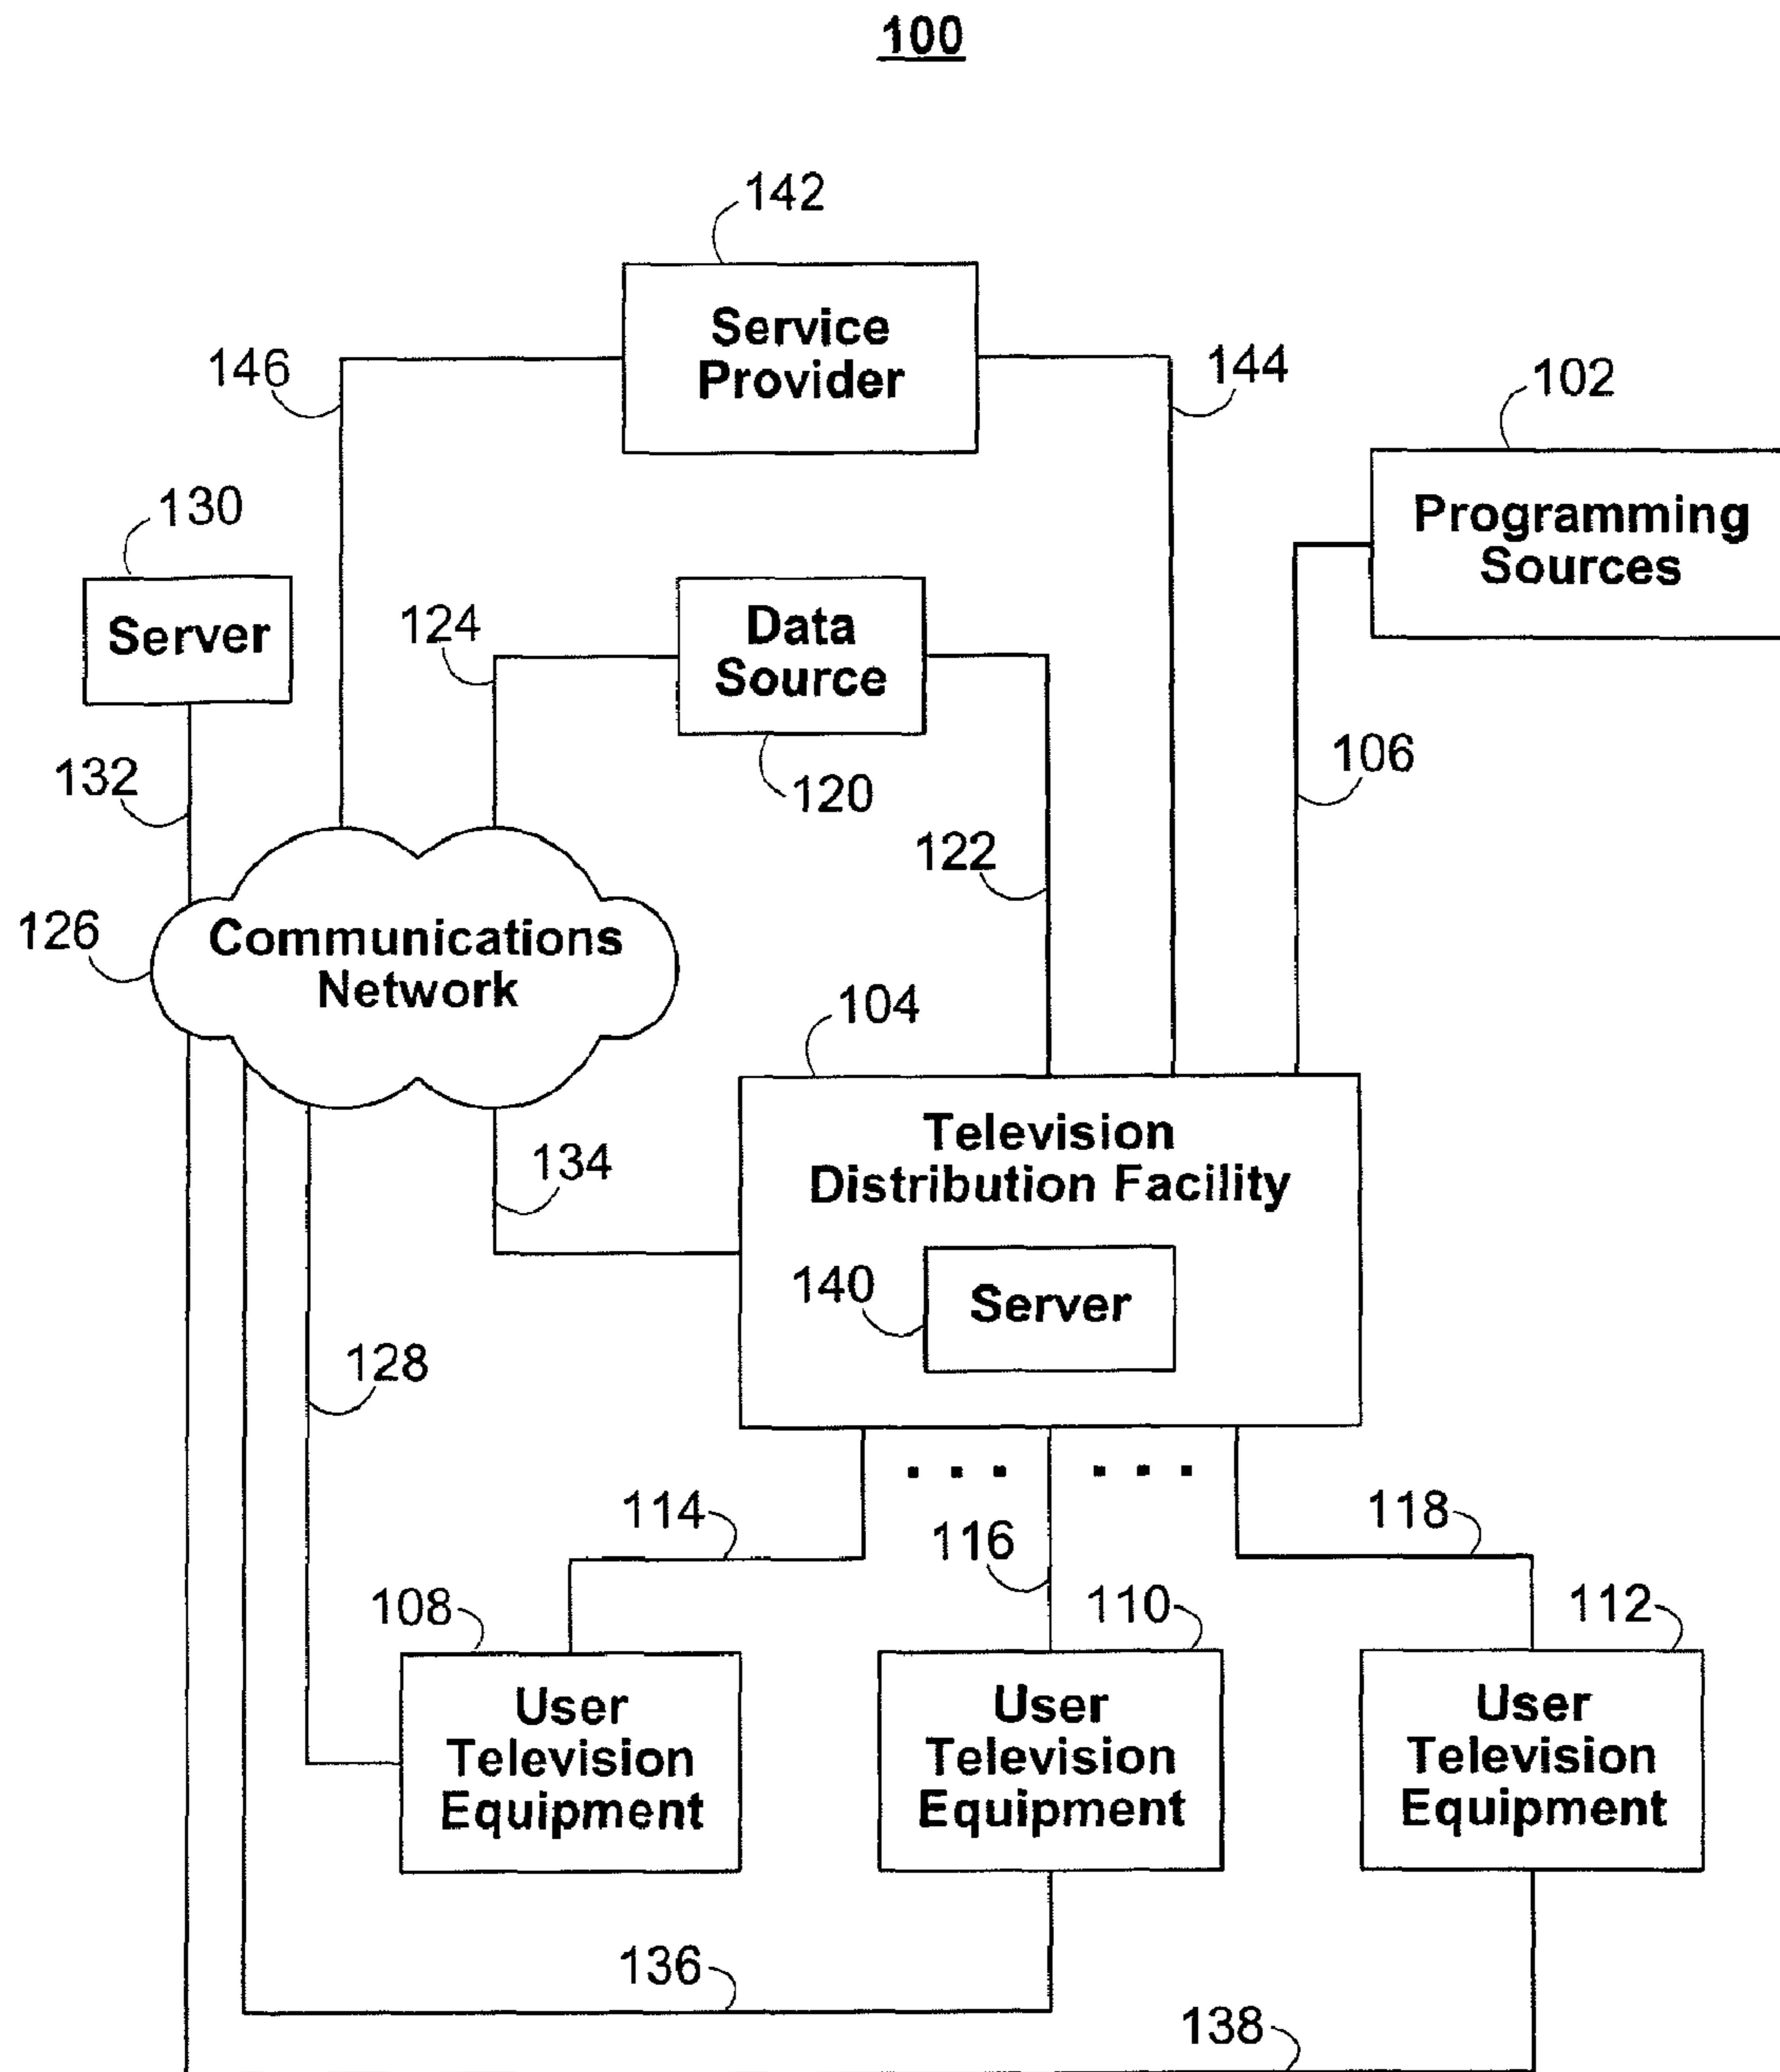 100
142
Service
Provider
146
144
102
Programming
Sources
130
Server
124
Data
Source
120
132
106
122
126
Communications
Network
104
Television
Distribution Facility
134
140
Server
128
. . .
. . .
114
116
118
108
110
112
User
Television
Equipment
User
Television
Equipment
User
Television
Equipment
136
138